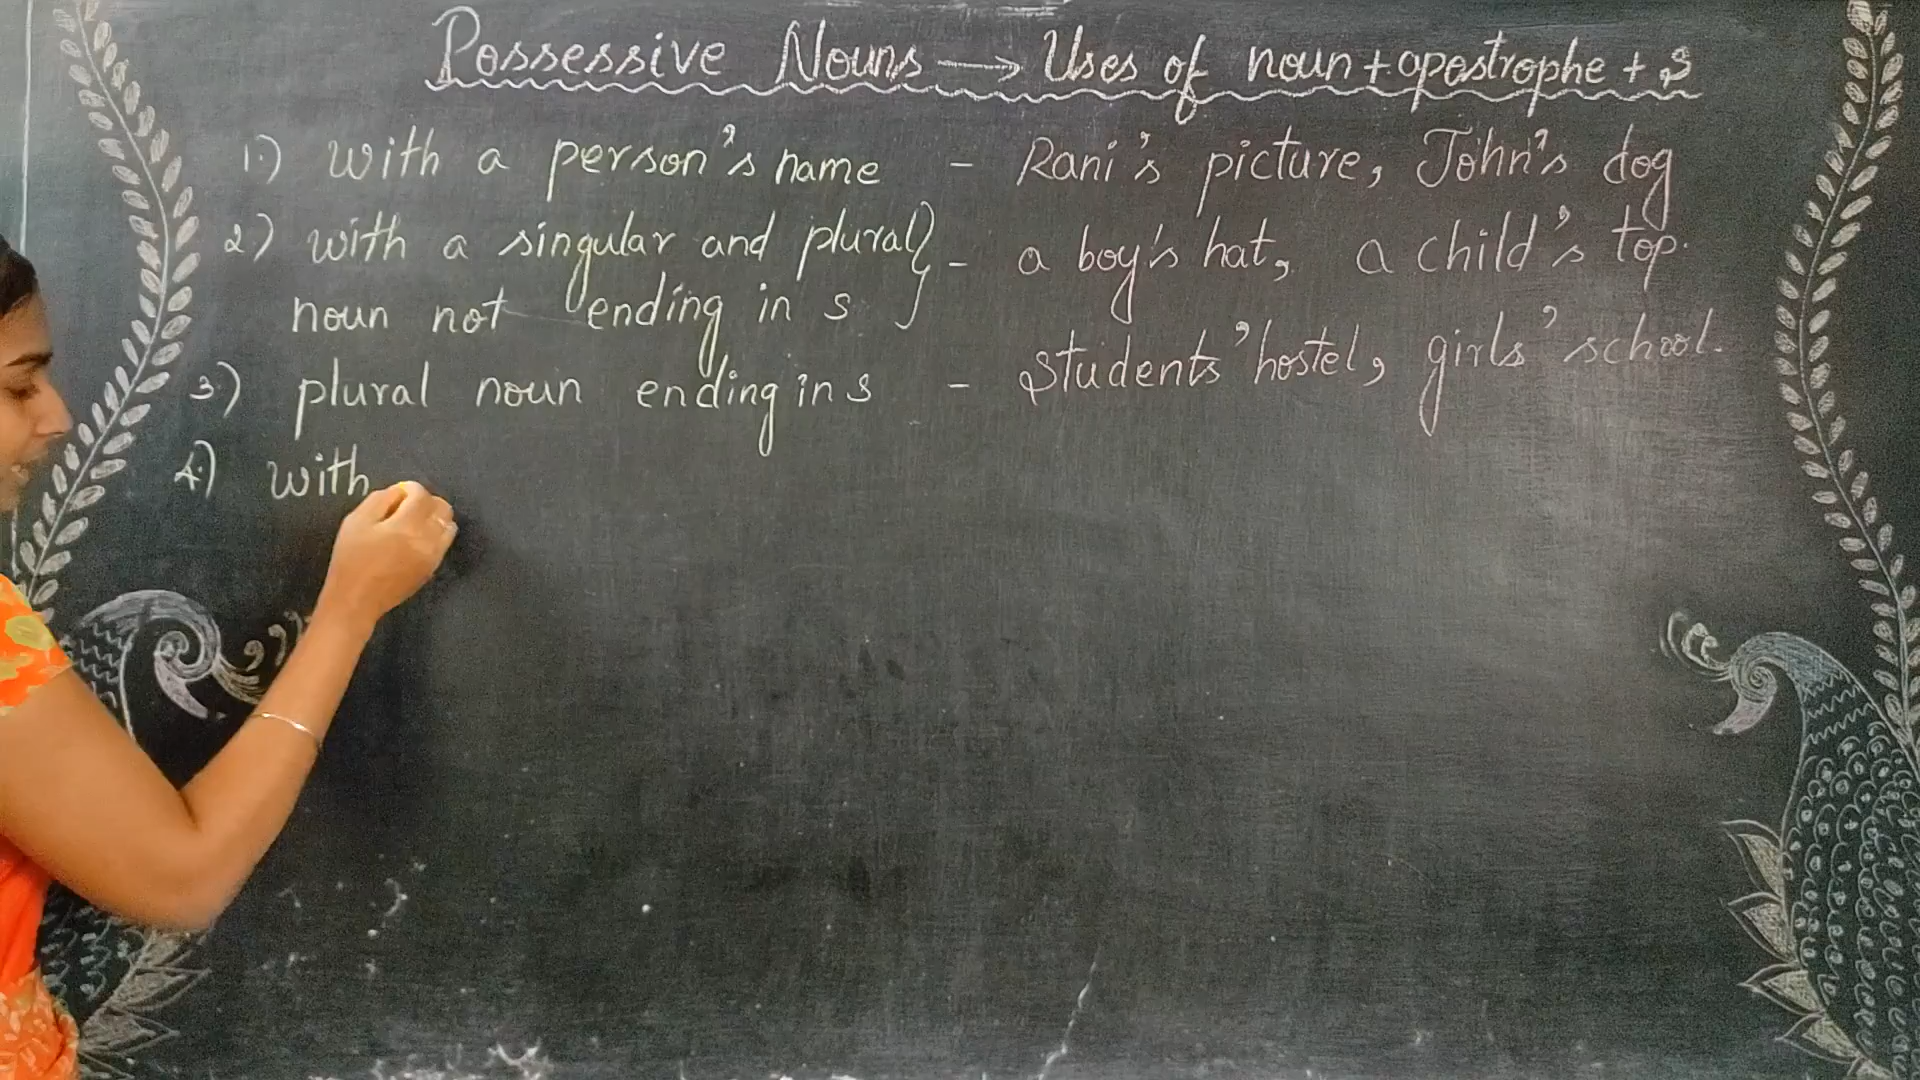 Possessive Nouns → Uses of noun + apostrophe + s
1.) with a person's name - Rani's picture, John's dog
2.) with a singular and plural } - a boy's hat, a child's top.
noun not ending in s
3.) plural noun ending in s - students' hostel, girls' school.
4.) with